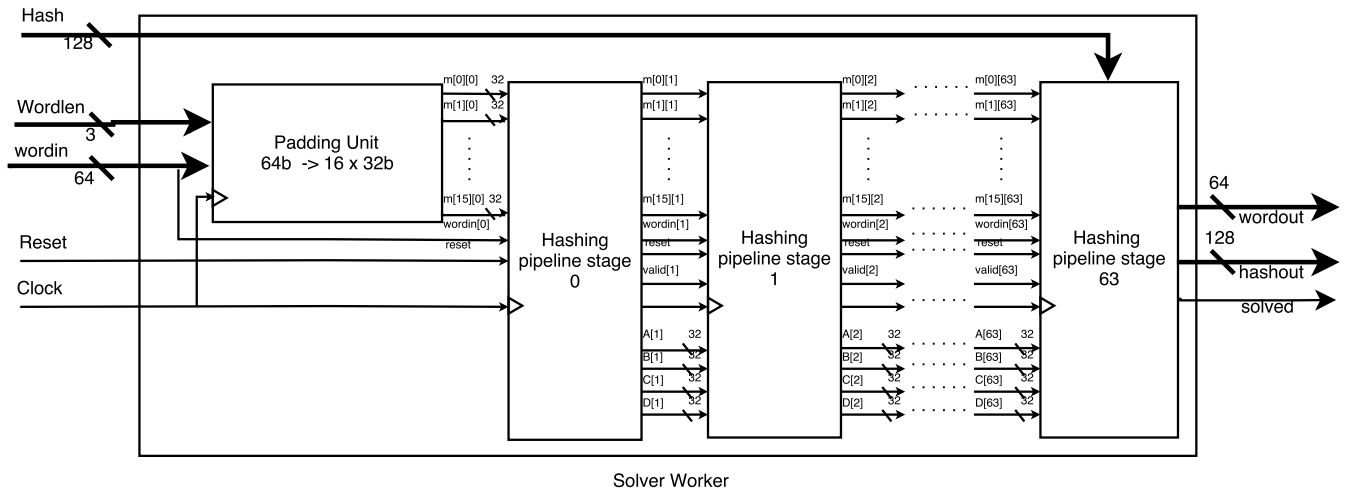 Hash
128
Wordlen
3
wordin
64
Reset
Clock
Padding Unit
64b -> 16 x 32b
m[0][0] 32
m[1][0] 32
m[15][0] 32
wordin[0]
reset
Hashing
pipeline stage
0
m[0][1]
m[1][1]
m[15][1]
wordin[1]
reset
valid[1]
A[1] 32
B[1] 32
C[1] 32
D[1] 32
Hashing
pipeline stage
1
m[0][2]
m[1][2]
m[15][2]
wordin[2]
reset
valid[2]
A[2] 32
B[2] 32
C[2] 32
D[2] 32
m[0][63]
m[1][63]
m[15][63]
wordin[63]
reset
valid[63]
A[63] 32
B[63] 32
C[63] 32
D[63] 32
Hashing
pipeline stage
63
64
wordout
128
hashout
solved
Solver Worker